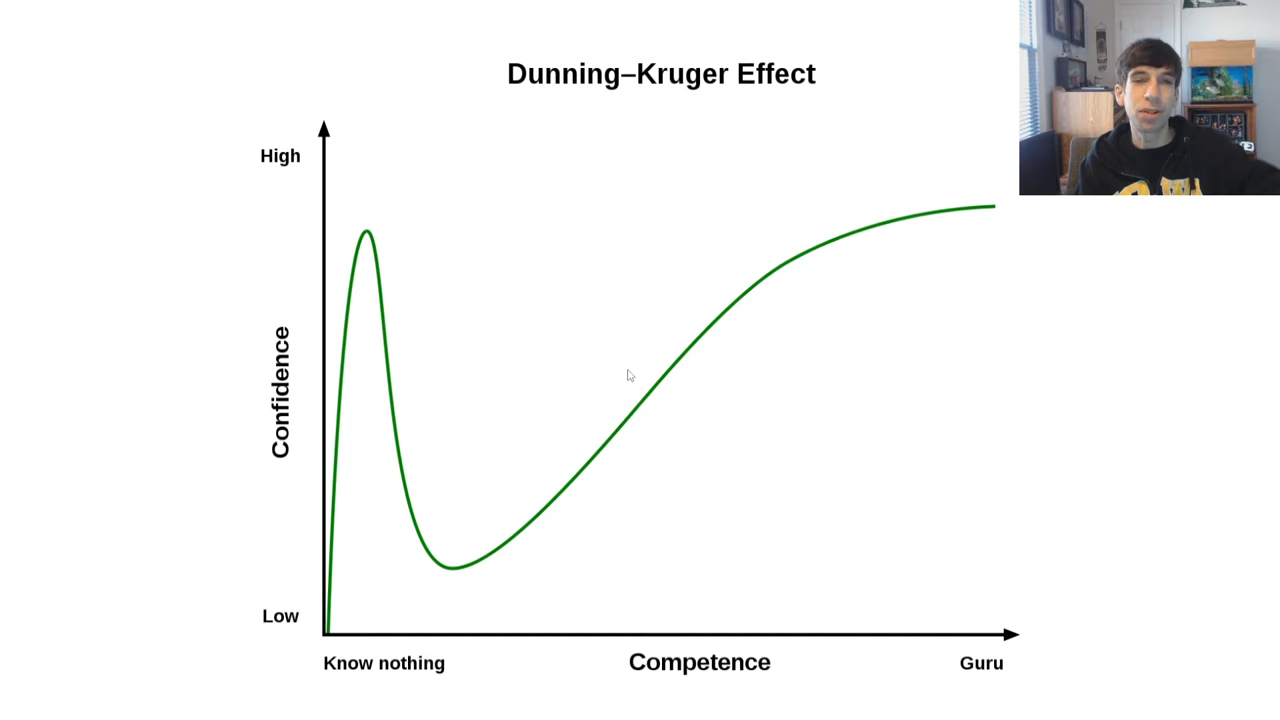 Dunning–Kruger Effect
High
Confidence
Low
Know nothing
Competence
Guru